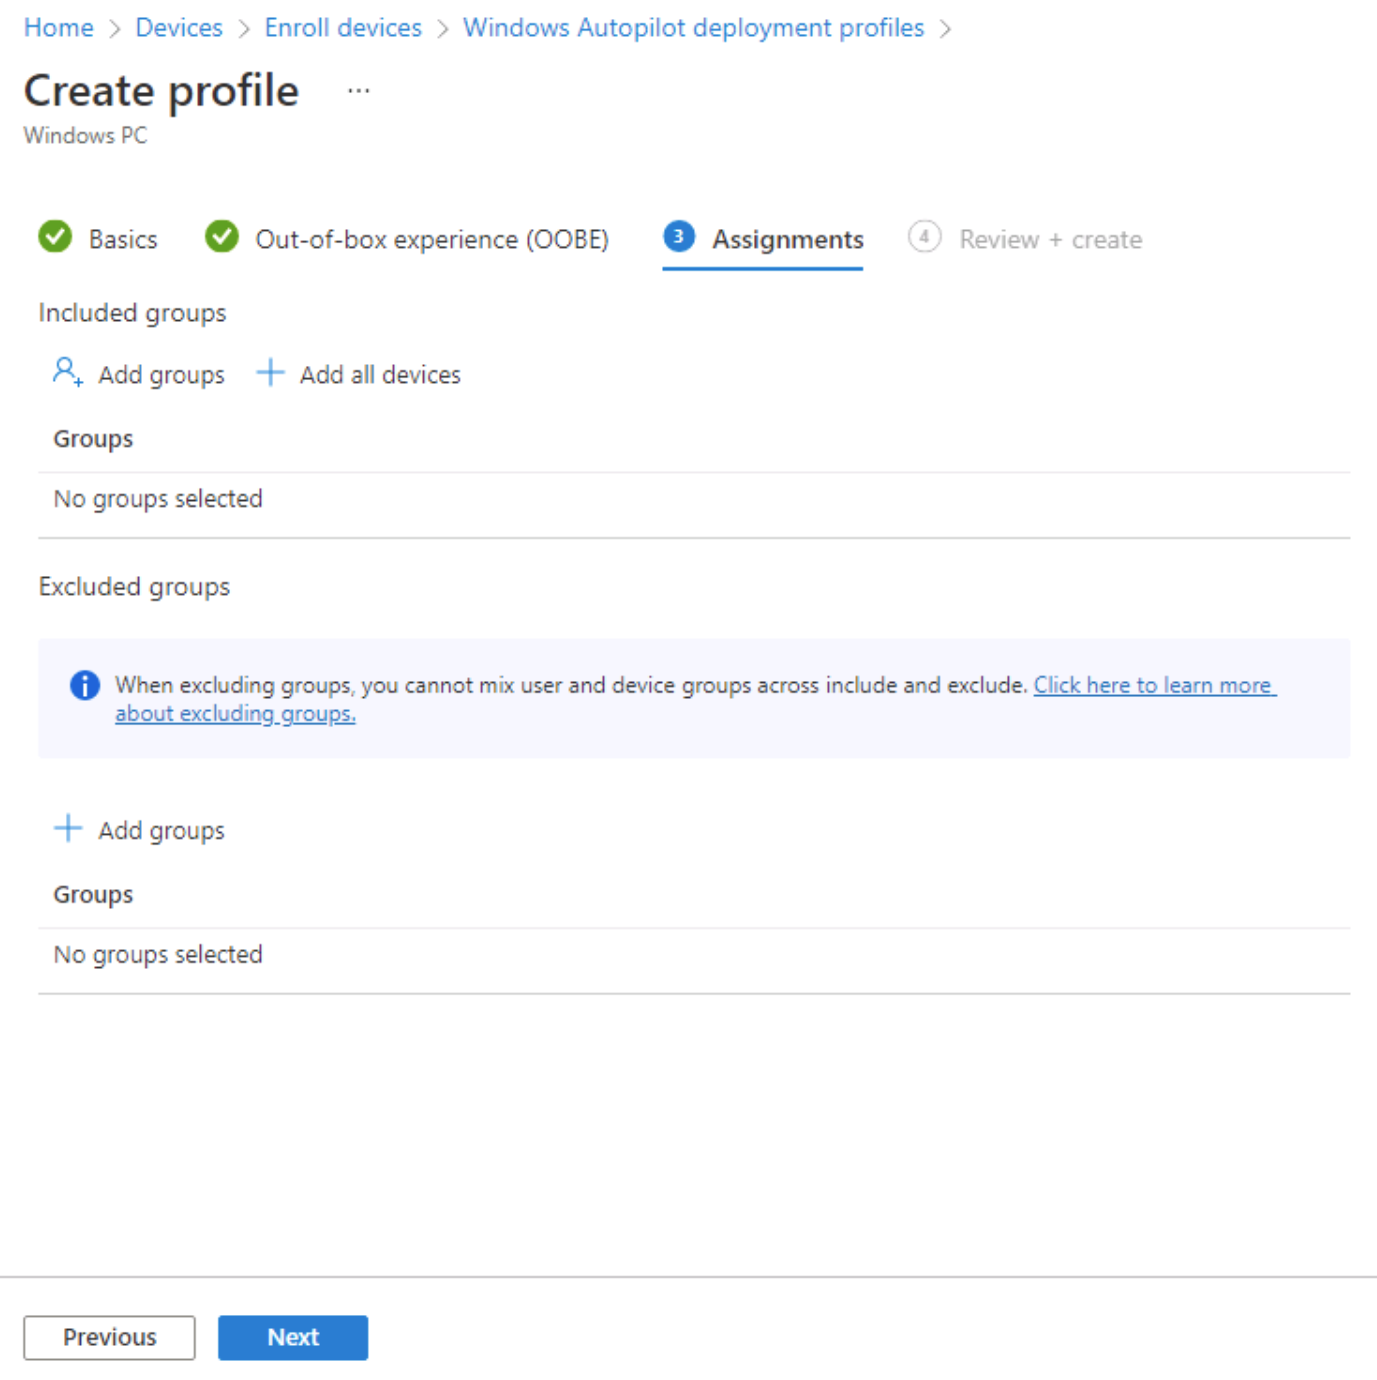 Home > Devices > Enroll devices > Windows Autopilot deployment profiles >
Create profile ...
Windows PC
Basics Out-of-box experience (OOBE) 3 Assignments 4 Review + create
Included groups
Add groups + Add all devices
Groups
No groups selected
Excluded groups
When excluding groups, you cannot mix user and device groups across include and exclude. Click here to learn more
about excluding groups.
+ Add groups
Groups
No groups selected
Previous Next